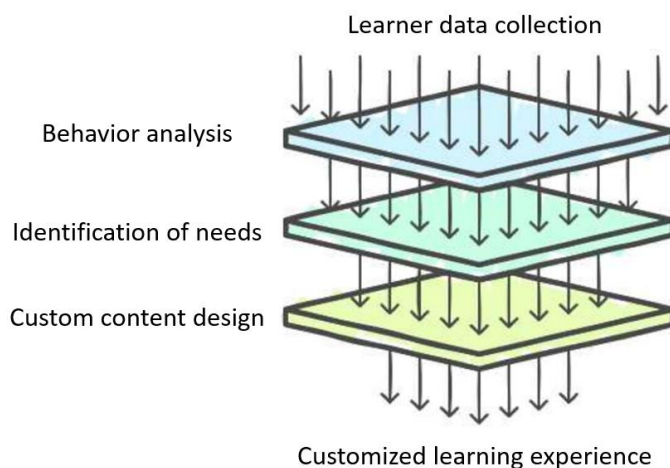 Learner data collection
Behavior analysis
Identification of needs
Custom content design
Customized learning experience